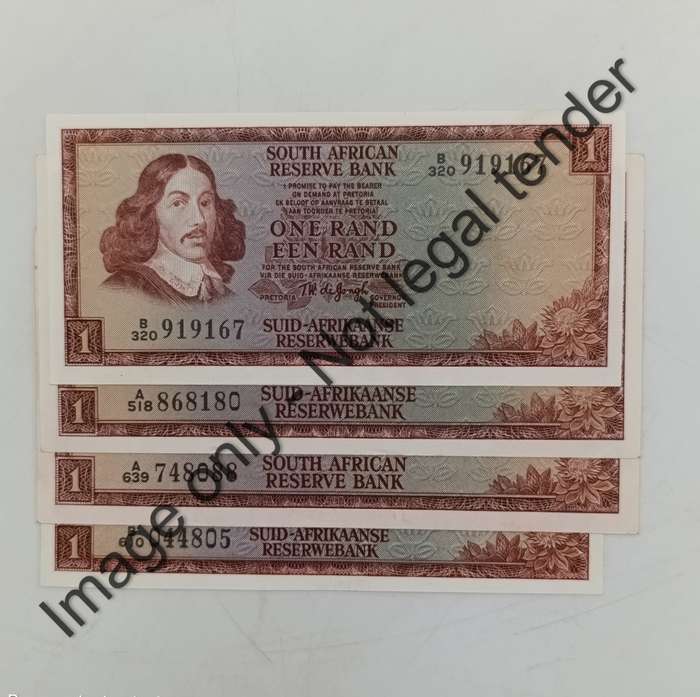 SOUTH AFRICAN
RESERVE BANK
B
320 919167
1
I PROMISE TO PAY THE BEARER
ON DEMAND AT PRETORIA
EK BELOOF OP AANVRAAG TE BETAAL
AAN TOONDER TE PRETORIA
ONE RAND
EEN RAND
FOR THE SOUTH AFRICAN RESERVE BANK
VIR DIE SUID-AFRIKAANSE RESERWEBANK
PRETORIA T.W. de Jongh GOVERNOR
PRESIDENT
B
320 919167
1
SUID-AFRIKAANSE
RESERWEBANK
1
A
518 868180
SUID-AFRIKAANSE
RESERWEBANK
1
A
639
SOUTH AFRICAN
RESERVE BANK
1
044805
SUID-AFRIKAANSE
RESERWEBANK
Image only - Not legal tender